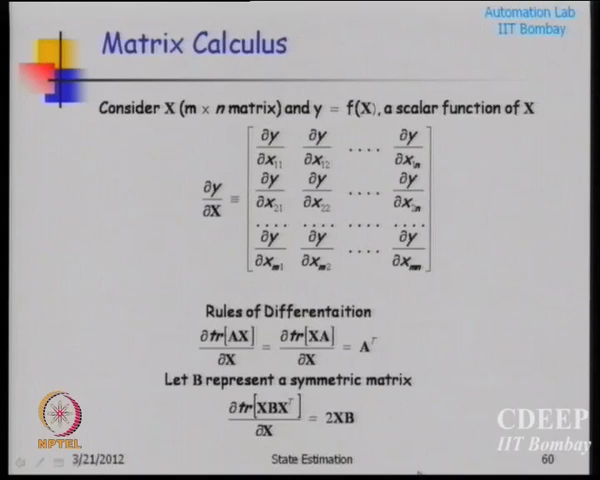 Automation Lab
IIT Bombay
Matrix Calculus
Consider X (m × n matrix) and y = f(X), a scalar function of X
∂y/∂X ≡ [ ∂y/∂x₁₁ ∂y/∂x₁₂ .... ∂y/∂x₁ₙ
∂y/∂x₂₁ ∂y/∂x₂₂ .... ∂y/∂x₂ₙ
.... .... .... ....
∂y/∂xₘ₁ ∂y/∂xₘ₂ .... ∂y/∂xₘₙ ]
Rules of Differentaition
∂tr[AX]/∂X = ∂tr[XA]/∂X = Aᵀ
Let B represent a symmetric matrix
∂tr[XBXᵀ]/∂X = 2XB
NPTEL
CDEEP
IIT Bombay
3/21/2012 State Estimation 60